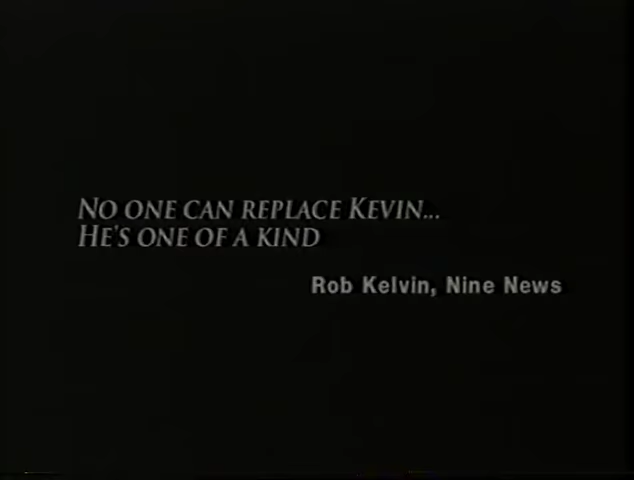 No one can replace Kevin...
He's one of a kind
Rob Kelvin, Nine News